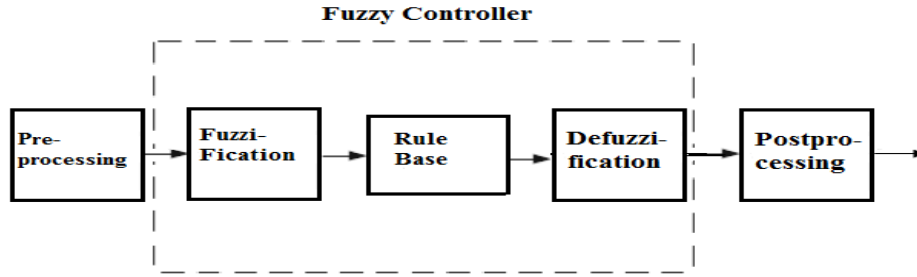 Fuzzy Controller
Pre-
processing
Fuzzi-
Fication
Rule
Base
Defuzzi-
fication
Postpro-
cessing